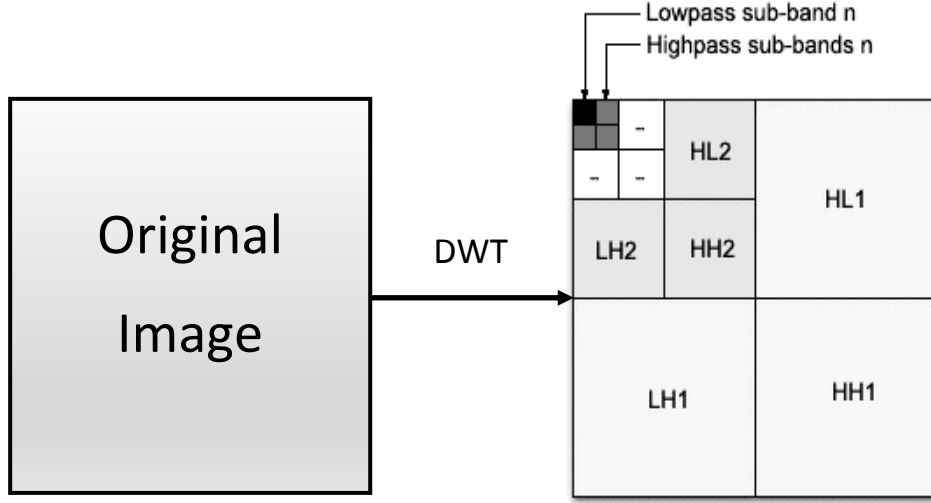 Lowpass sub-band n
Highpass sub-bands n
Original
Image
DWT
--
HL2
HL1
--
--
LH2
HH2
LH1
HH1